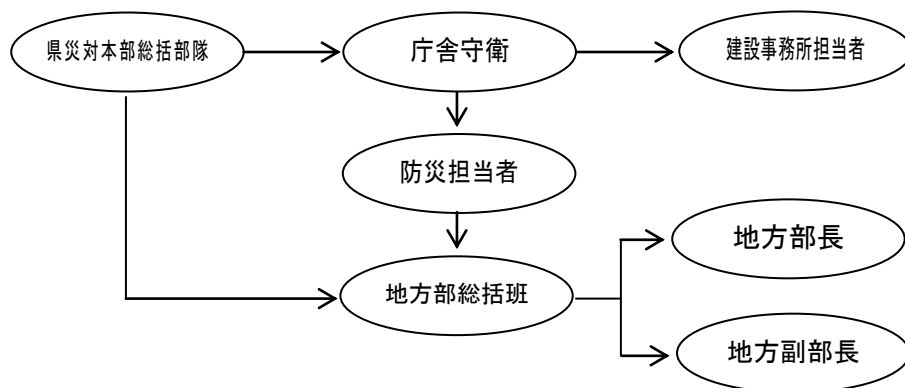 県災対本部総括部隊
庁舎守衛
建設事務所担当者
防災担当者
地方部長
地方部総括班
地方副部長